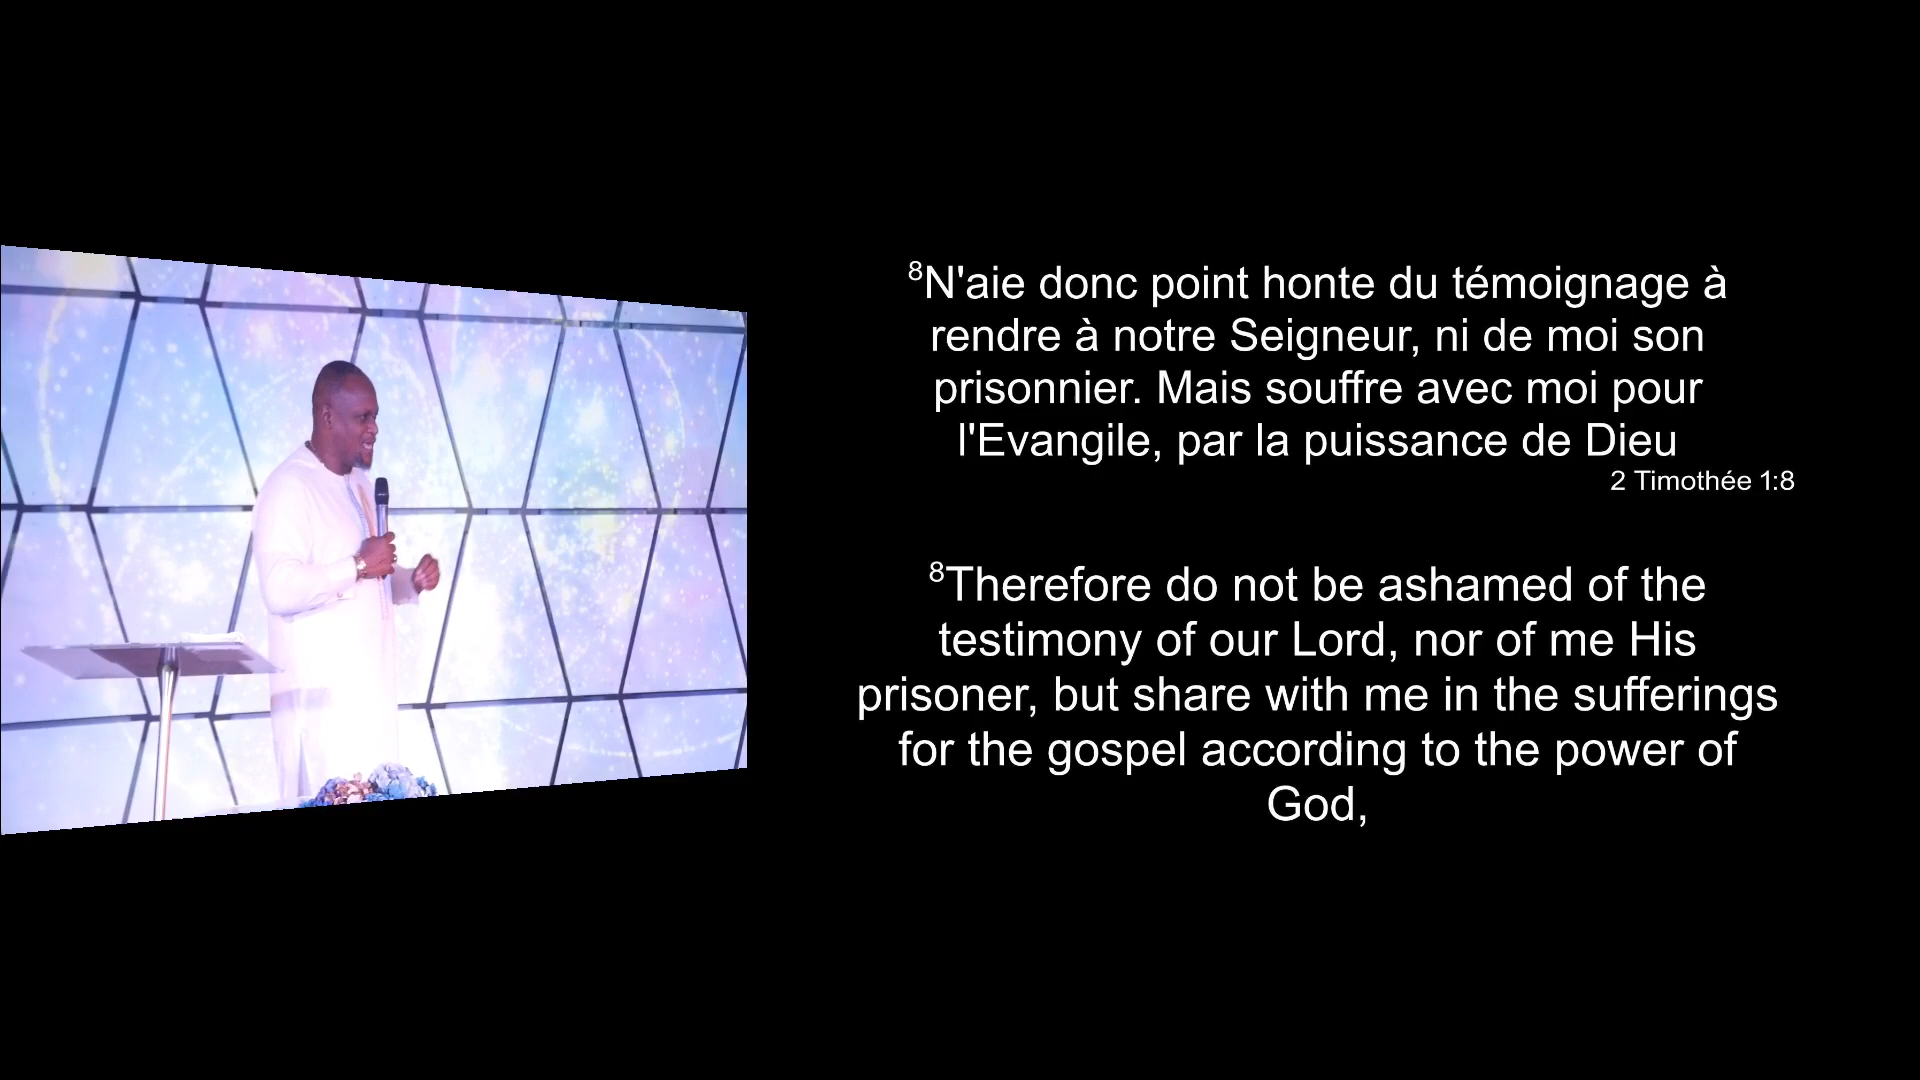 8N'aie donc point honte du témoignage à
rendre à notre Seigneur, ni de moi son
prisonnier. Mais souffre avec moi pour
l'Evangile, par la puissance de Dieu
2 Timothée 1:8
8Therefore do not be ashamed of the
testimony of our Lord, nor of me His
prisoner, but share with me in the sufferings
for the gospel according to the power of
God,